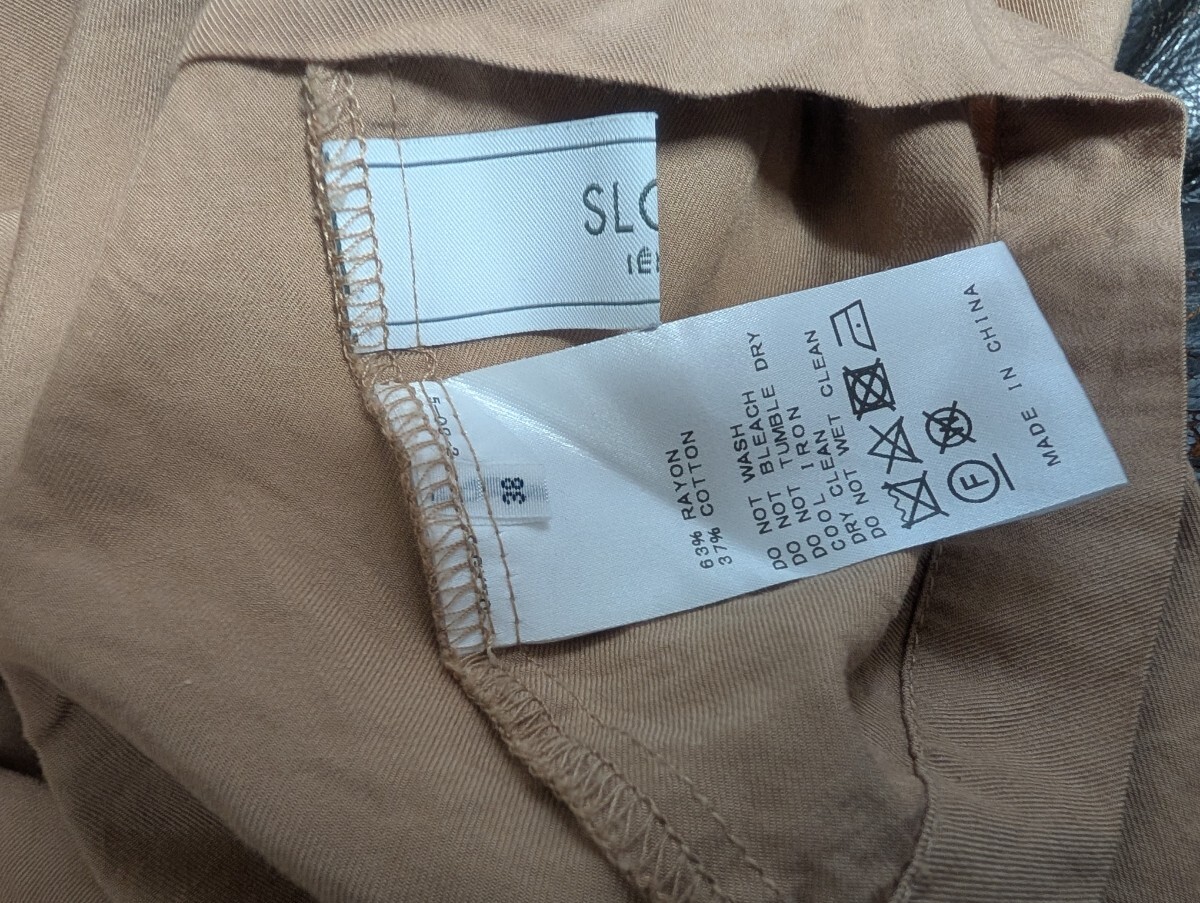 SLO
38
63% RAYON
37% COTTON
DO NOT WASH
DO NOT BLEACH
DO NOT TUMBLE DRY
DO NOT IRON
COOL CLEAN
DRY CLEAN
DO NOT WET CLEAN
F
W
MADE IN CHINA